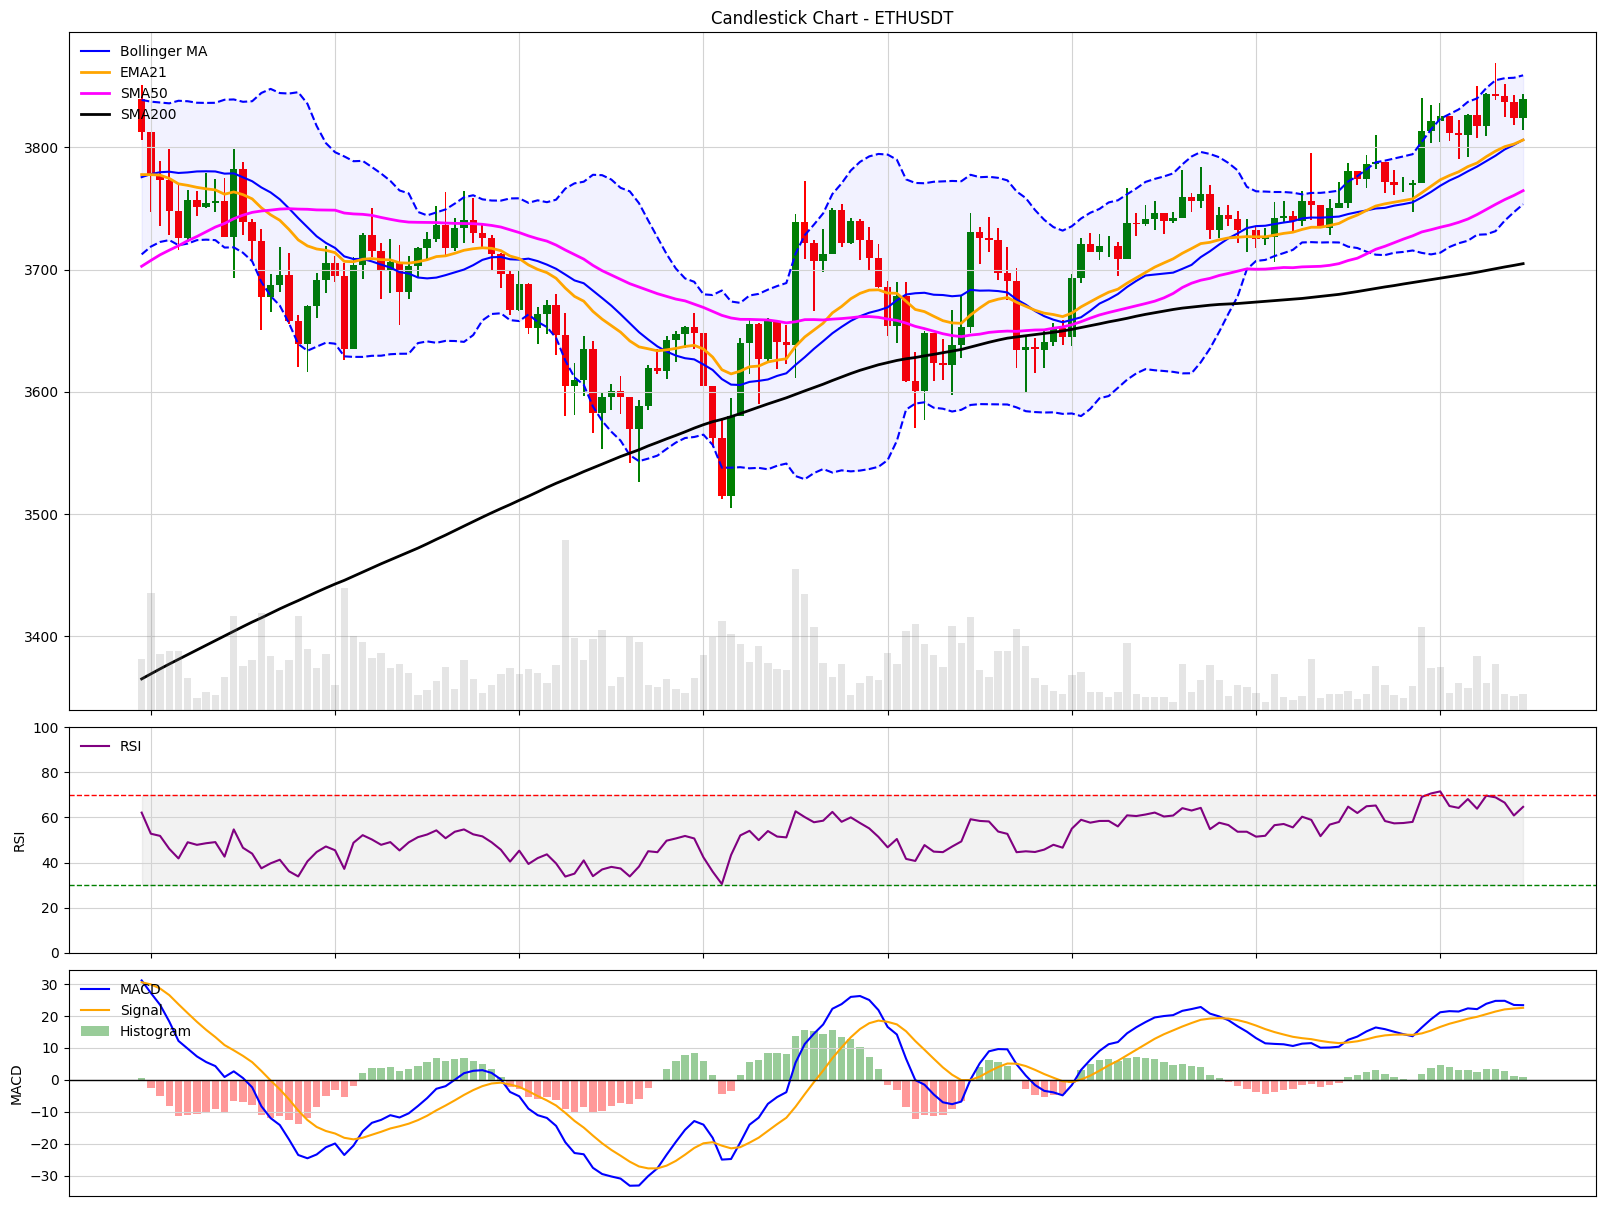 Candlestick Chart - ETHUSDT
Bollinger MA
EMA21
SMA50
SMA200
3800
3700
3600
3500
3400
RSI
100
80
60
40
20
0
RSI
MACD
Signal
Histogram
30
20
10
0
−10
−20
−30
MACD